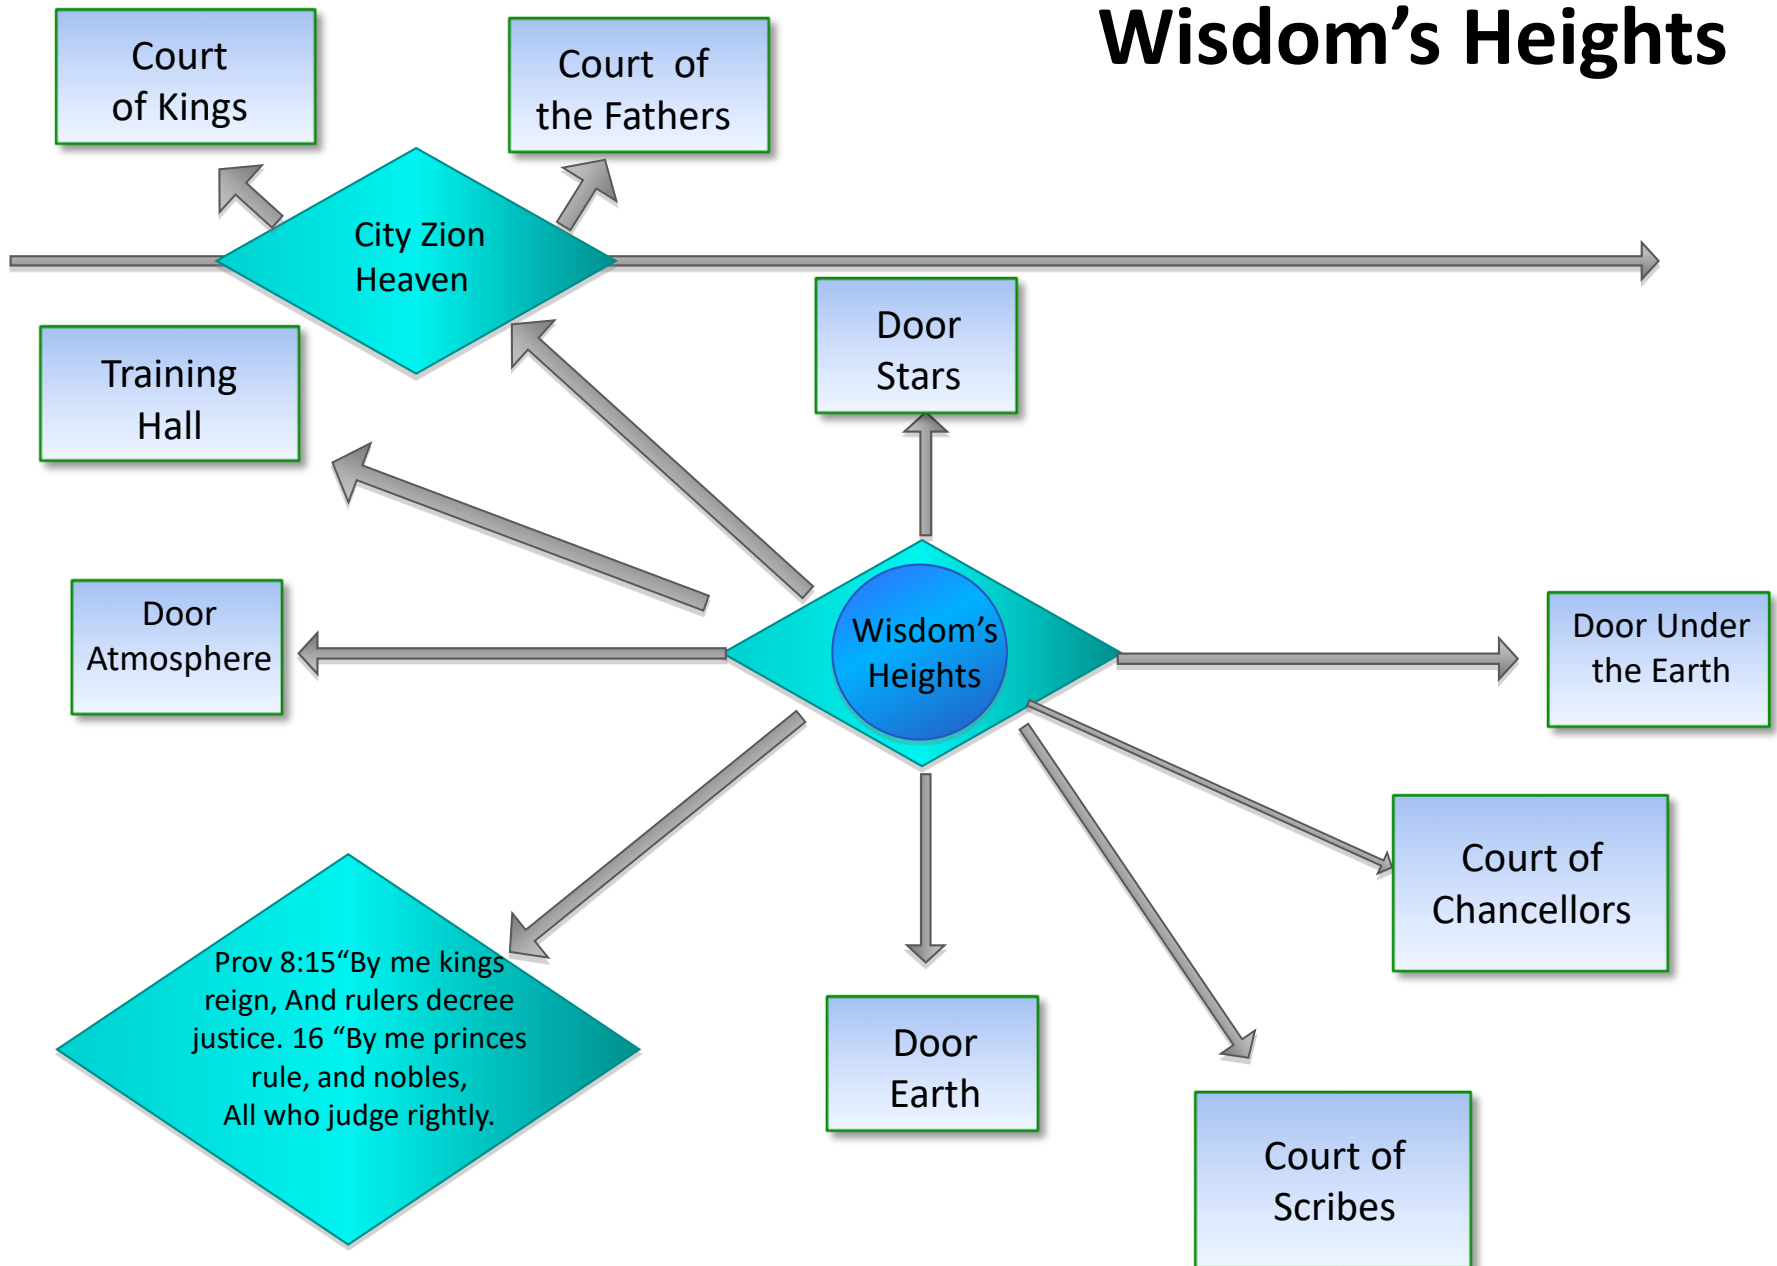 Wisdom’s Heights
Court
of Kings
Court of
the Fathers
City Zion
Heaven
Door
Stars
Training
Hall
Door
Atmosphere
Wisdom’s
Heights
Door Under
the Earth
Court of
Chancellors
Prov 8:15“By me kings
reign, And rulers decree
justice. 16 “By me princes
rule, and nobles,
All who judge rightly.
Door
Earth
Court of
Scribes